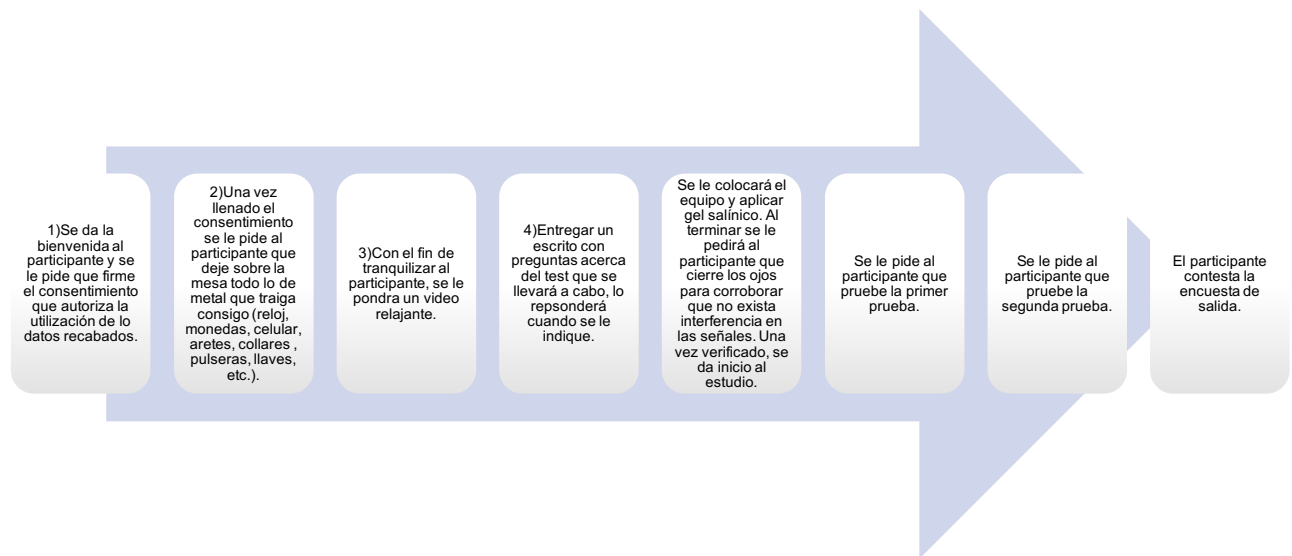 1)Se da la
bienvenida al
participante y se
le pide que firme
el consentimiento
que autoriza la
utilización de lo
datos recabados.
2)Una vez
llenado el
consentimiento
se le pide al
participante que
deje sobre la
mesa todo lo de
metal que traiga
consigo (reloj,
monedas, celular,
aretes, collares ,
pulseras, llaves,
etc.).
3)Con el fin de
tranquilizar al
participante, se le
pondra un video
relajante.
4)Entregar un
escrito con
preguntas acerca
del test que se
llevará a cabo, lo
repsonderá
cuando se le
indique.
Se le colocará el
equipo y aplicar
gel salínico. Al
terminar se le
pedirá al
participante que
cierre los ojos
para corroborar
que no exista
interferencia en
las señales. Una
vez verificado, se
da inicio al
estudio.
Se le pide al
participante que
pruebe la primer
prueba.
Se le pide al
participante que
pruebe la
segunda prueba.
El participante
contesta la
encuesta de
salida.